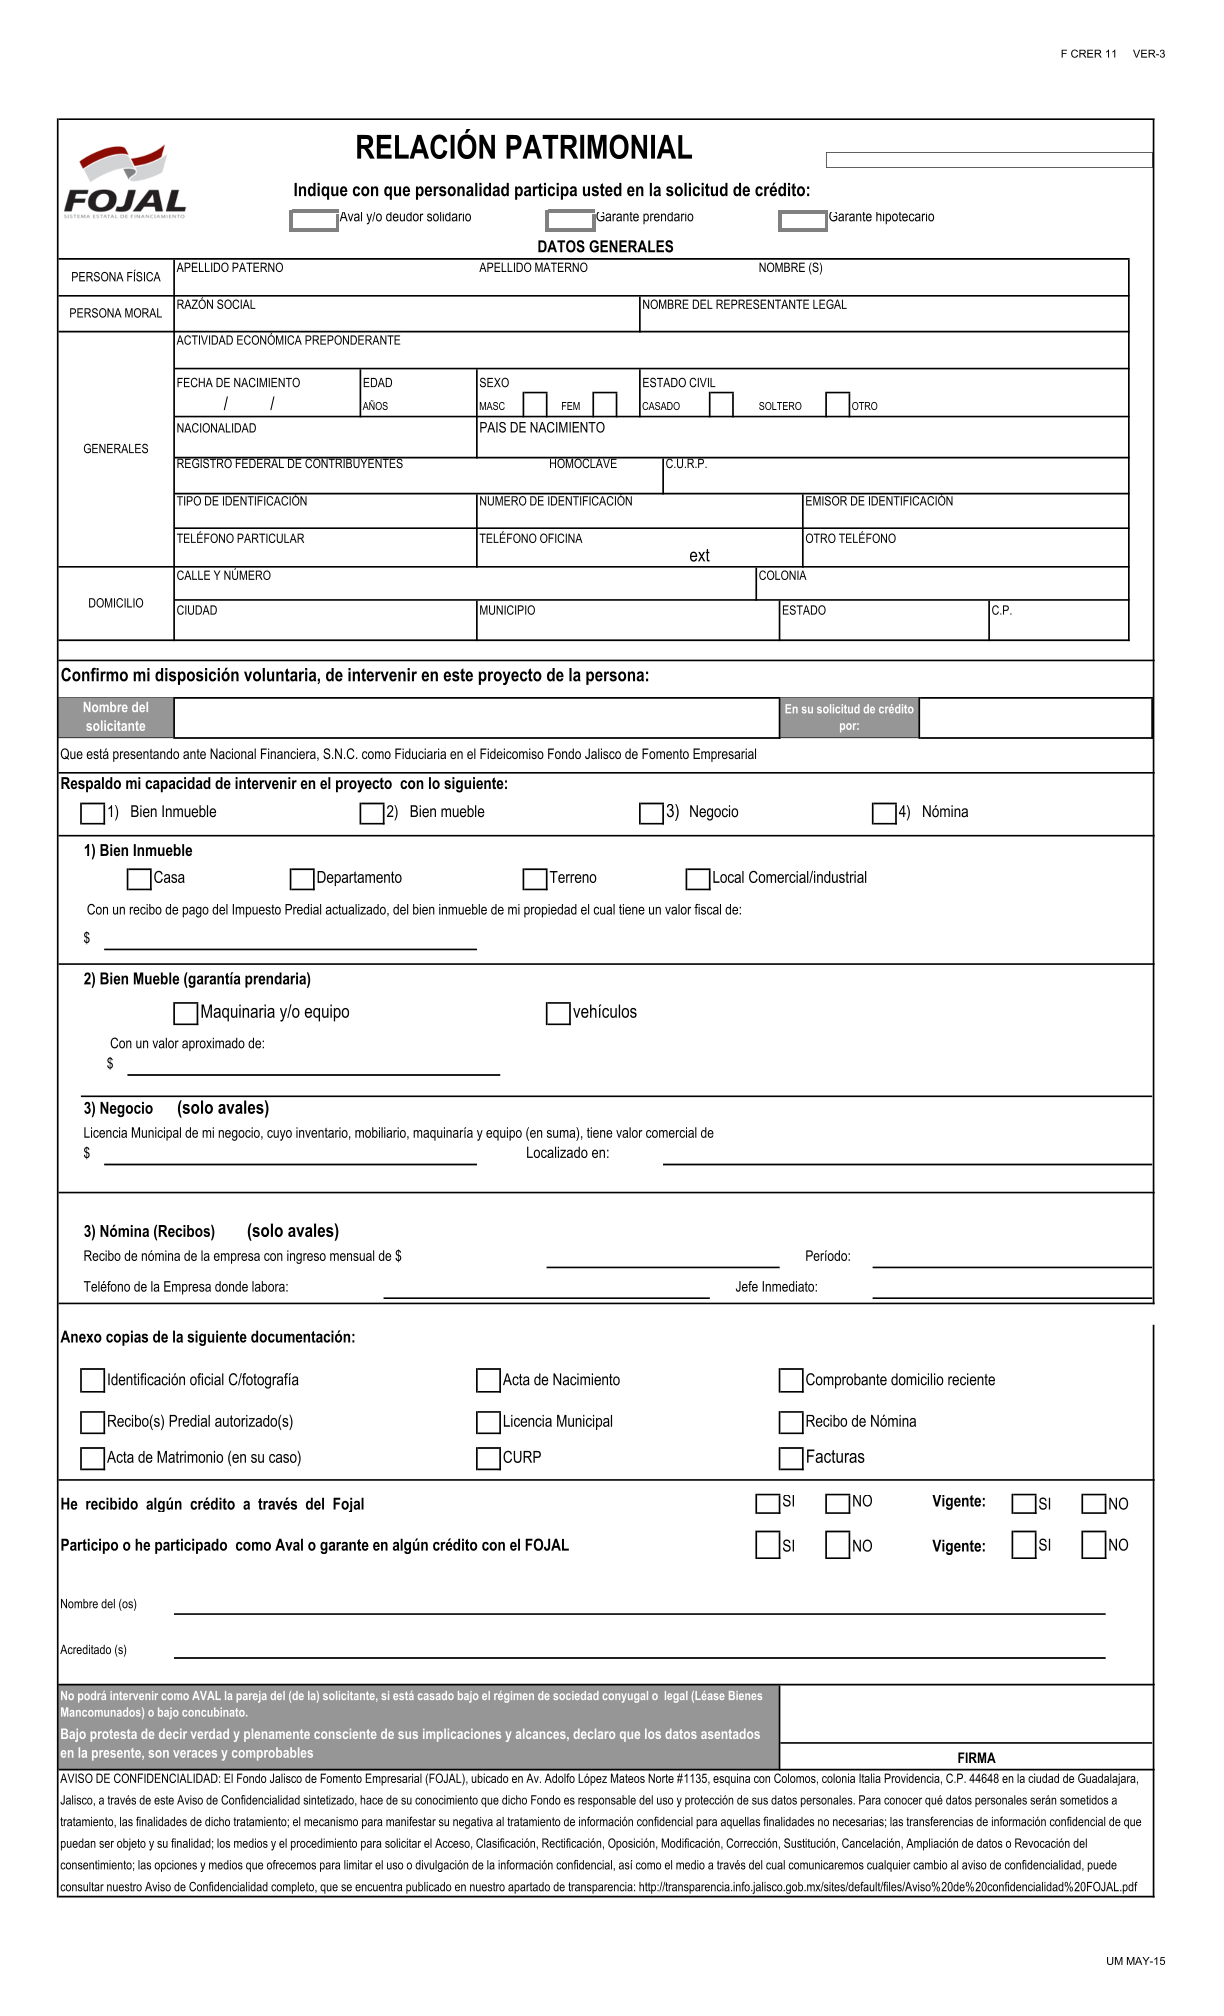 F CRER 11 VER-3
RELACIÓN PATRIMONIAL
FOJAL
SISTEMA ESTATAL DE FINANCIAMIENTO
Indique con que personalidad participa usted en la solicitud de crédito:
Aval y/o deudor solidario Garante prendario Garante hipotecario
DATOS GENERALES
PERSONA FÍSICA APELLIDO PATERNO APELLIDO MATERNO NOMBRE (S)
PERSONA MORAL RAZÓN SOCIAL NOMBRE DEL REPRESENTANTE LEGAL
ACTIVIDAD ECONÓMICA PREPONDERANTE
FECHA DE NACIMIENTO EDAD SEXO ESTADO CIVIL
/ / AÑOS MASC FEM CASADO SOLTERO OTRO
NACIONALIDAD PAIS DE NACIMIENTO
GENERALES
REGISTRO FEDERAL DE CONTRIBUYENTES HOMOCLAVE C.U.R.P.
TIPO DE IDENTIFICACIÓN NUMERO DE IDENTIFICACIÓN EMISOR DE IDENTIFICACIÓN
TELÉFONO PARTICULAR TELÉFONO OFICINA OTRO TELÉFONO
ext
CALLE Y NÚMERO COLONIA
DOMICILIO
CIUDAD MUNICIPIO ESTADO C.P.
Confirmo mi disposición voluntaria, de intervenir en este proyecto de la persona:
Nombre del solicitante En su solicitud de crédito por:
Que está presentando ante Nacional Financiera, S.N.C. como Fiduciaria en el Fideicomiso Fondo Jalisco de Fomento Empresarial
Respaldo mi capacidad de intervenir en el proyecto con lo siguiente:
1) Bien Inmueble 2) Bien mueble 3) Negocio 4) Nómina
1) Bien Inmueble
Casa Departamento Terreno Local Comercial/industrial
Con un recibo de pago del Impuesto Predial actualizado, del bien inmueble de mi propiedad el cual tiene un valor fiscal de:
$
2) Bien Mueble (garantía prendaria)
Maquinaria y/o equipo vehículos
Con un valor aproximado de:
$
3) Negocio (solo avales)
Licencia Municipal de mi negocio, cuyo inventario, mobiliario, maquinaría y equipo (en suma), tiene valor comercial de
$ Localizado en:
3) Nómina (Recibos) (solo avales)
Recibo de nómina de la empresa con ingreso mensual de $ Período:
Teléfono de la Empresa donde labora: Jefe Inmediato:
Anexo copias de la siguiente documentación:
Identificación oficial C/fotografía Acta de Nacimiento Comprobante domicilio reciente
Recibo(s) Predial autorizado(s) Licencia Municipal Recibo de Nómina
Acta de Matrimonio (en su caso) CURP Facturas
He recibido algún crédito a través del Fojal SI NO Vigente: SI NO
Participo o he participado como Aval o garante en algún crédito con el FOJAL SI NO Vigente: SI NO
Nombre del (os)
Acreditado (s)
No podrá intervenir como AVAL la pareja del (de la) solicitante, si está casado bajo el régimen de sociedad conyugal o legal (Léase Bienes
Mancomunados) o bajo concubinato.
Bajo protesta de decir verdad y plenamente consciente de sus implicaciones y alcances, declaro que los datos asentados
en la presente, son veraces y comprobables
FIRMA
AVISO DE CONFIDENCIALIDAD: El Fondo Jalisco de Fomento Empresarial (FOJAL), ubicado en Av. Adolfo López Mateos Norte #1135, esquina con Colomos, colonia Italia Providencia, C.P. 44648 en la ciudad de Guadalajara,
Jalisco, a través de este Aviso de Confidencialidad sintetizado, hace de su conocimiento que dicho Fondo es responsable del uso y protección de sus datos personales. Para conocer qué datos personales serán sometidos a
tratamiento, las finalidades de dicho tratamiento; el mecanismo para manifestar su negativa al tratamiento de información confidencial para aquellas finalidades no necesarias; las transferencias de información confidencial de que
puedan ser objeto y su finalidad; los medios y el procedimiento para solicitar el Acceso, Clasificación, Rectificación, Oposición, Modificación, Corrección, Sustitución, Cancelación, Ampliación de datos o Revocación del
consentimiento; las opciones y medios que ofrecemos para limitar el uso o divulgación de la información confidencial, así como el medio a través del cual comunicaremos cualquier cambio al aviso de confidencialidad, puede
consultar nuestro Aviso de Confidencialidad completo, que se encuentra publicado en nuestro apartado de transparencia: http://transparencia.info.jalisco.gob.mx/sites/default/files/Aviso%20de%20confidencialidad%20FOJAL.pdf
UM MAY-15